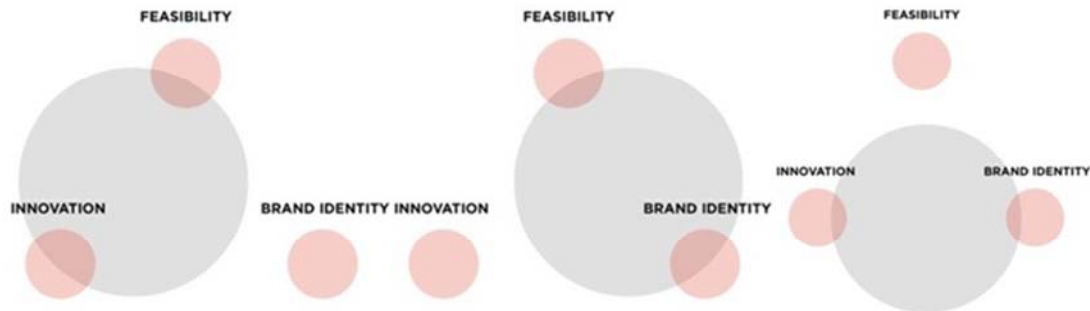 FEASIBILITY
INNOVATION
BRAND IDENTITY
FEASIBILITY
INNOVATION
BRAND IDENTITY
FEASIBILITY
INNOVATION
BRAND IDENTITY